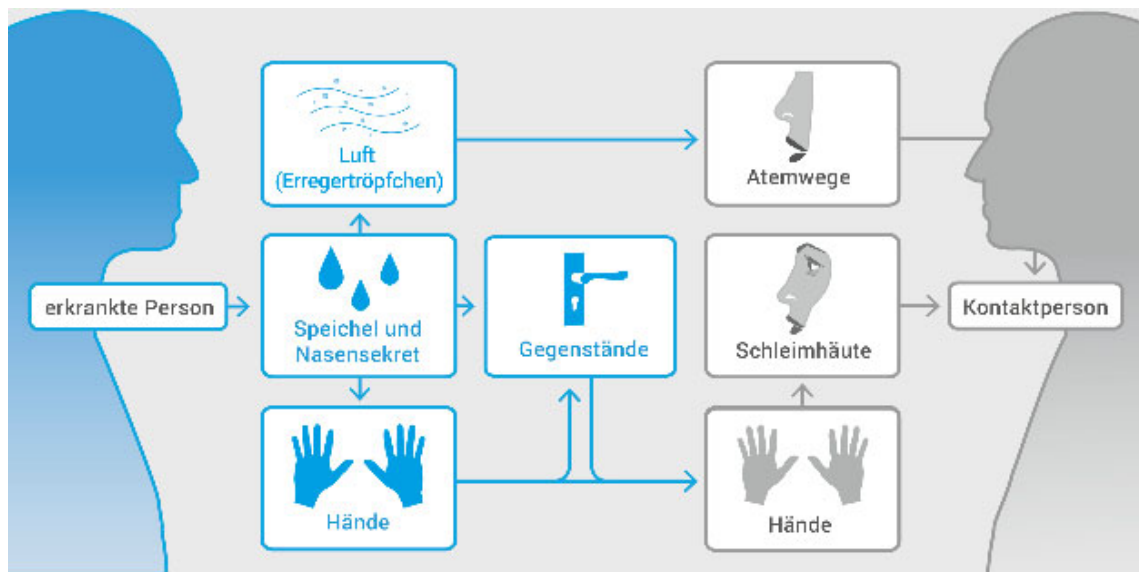 Luft
(Erregertröpfchen)
Atemwege
erkrankte Person
Speichel und
Nasensekret
Gegenstände
Schleimhäute
Kontaktperson
Hände
Hände